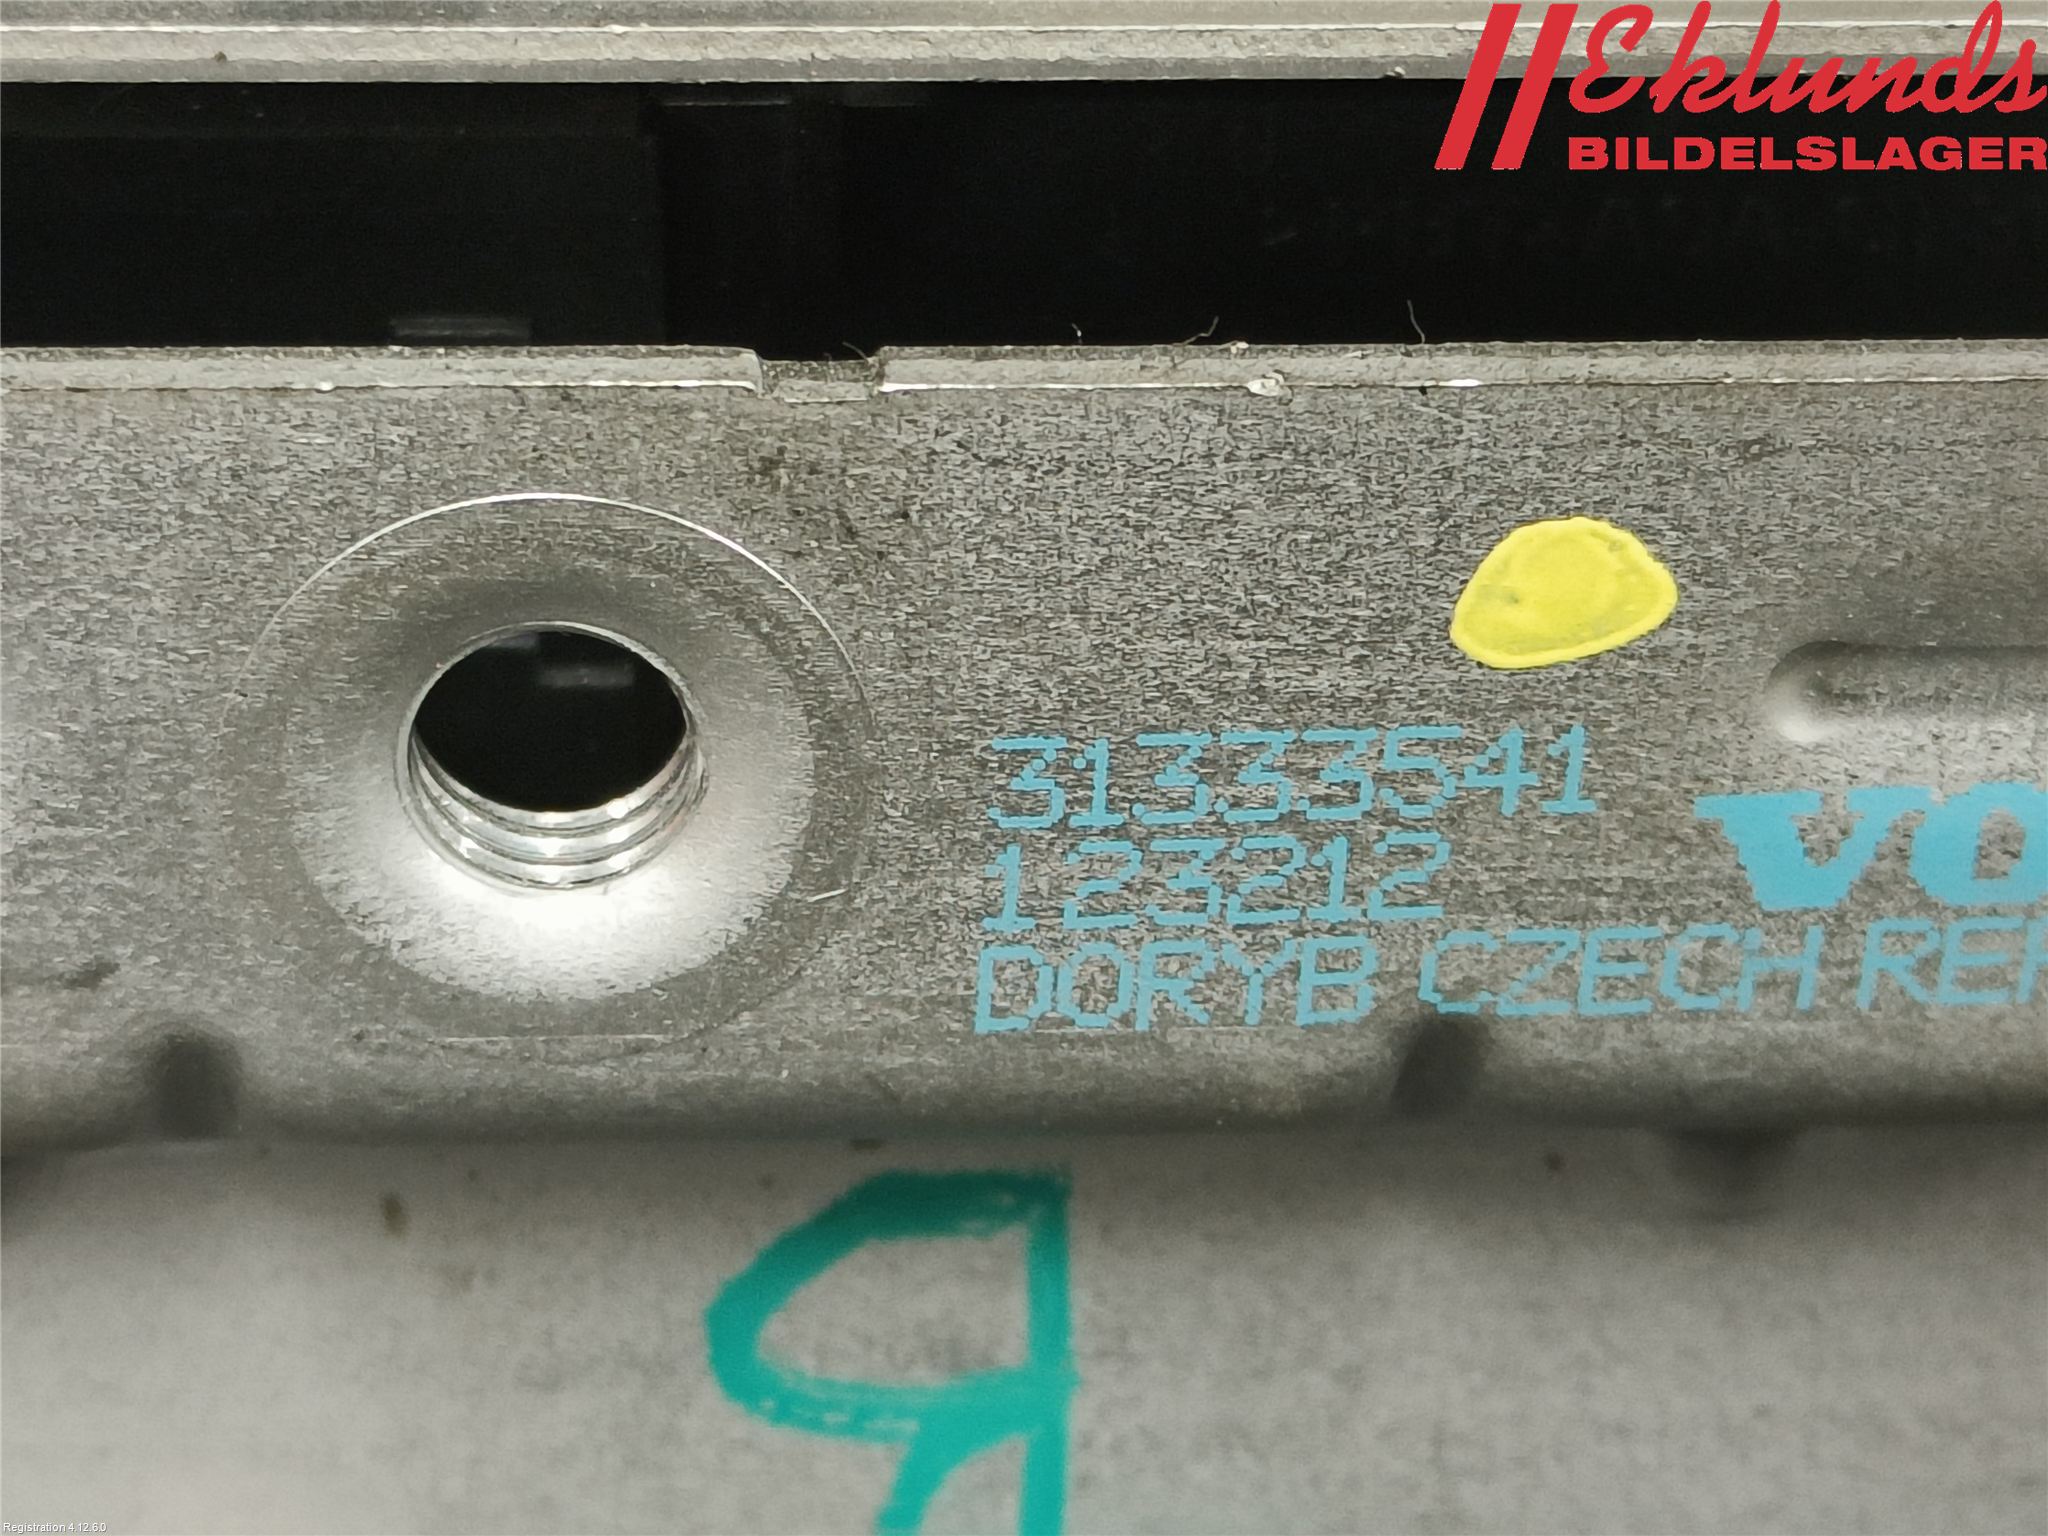 Eklunds
BILDELSLAGER
31333541
123212
VO
DORYB CZECH REP
Registration 4.12.6.0